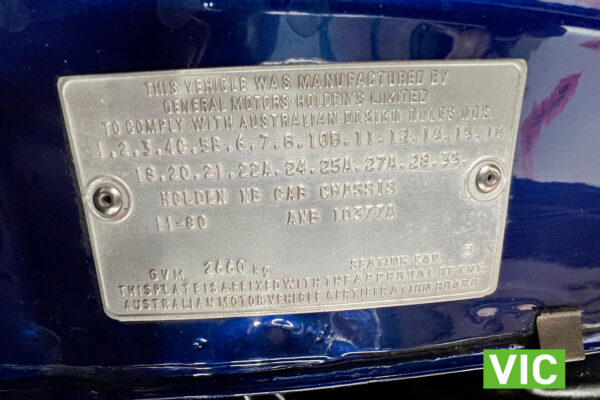 THIS VEHICLE WAS MANUFACTURED BY
GENERAL MOTORS-HOLDEN'S LIMITED
TO COMPLY WITH AUSTRALIAN DESIGN RULES NOS.
1.2.3.4C.5B.6.7.8.10B.11.12.14.15.16
18.20.21.22A.24.25A.27A.28.35.
HOLDEN WB CAB CHASSIS
11-80 AWB 10377A
3
GVM. 2660 kg SEATING CAP.
THIS PLATE IS AFFIXED WITH THE APPROVAL OF THE
AUSTRALIAN MOTOR VEHICLE CERTIFICATION BOARD
VIC